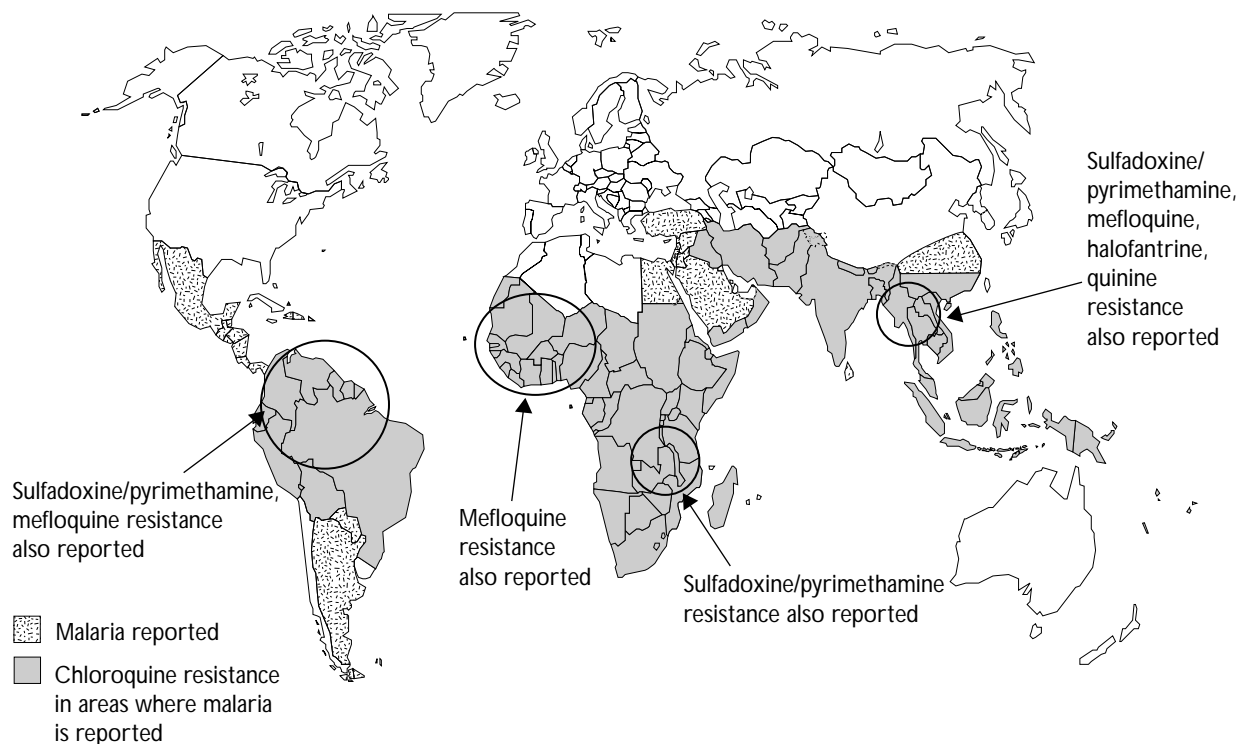 Sulfadoxine/
pyrimethamine,
mefloquine,
halofantrine,
quinine
resistance
also reported
Sulfadoxine/pyrimethamine,
mefloquine resistance
also reported
Mefloquine
resistance
also reported
Sulfadoxine/pyrimethamine
resistance also reported
Malaria reported
Chloroquine resistance
in areas where malaria
is reported